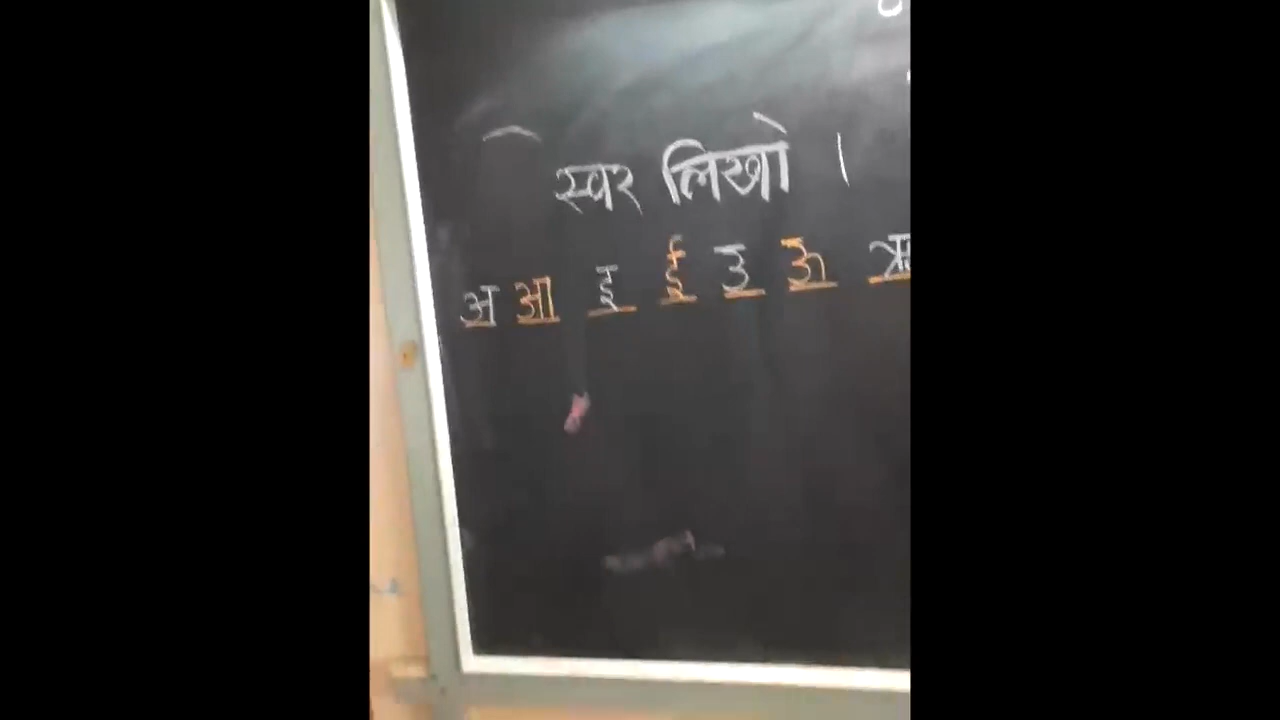 स्वर लिखो ।
अ आ इ ई उ ऊ ऋ